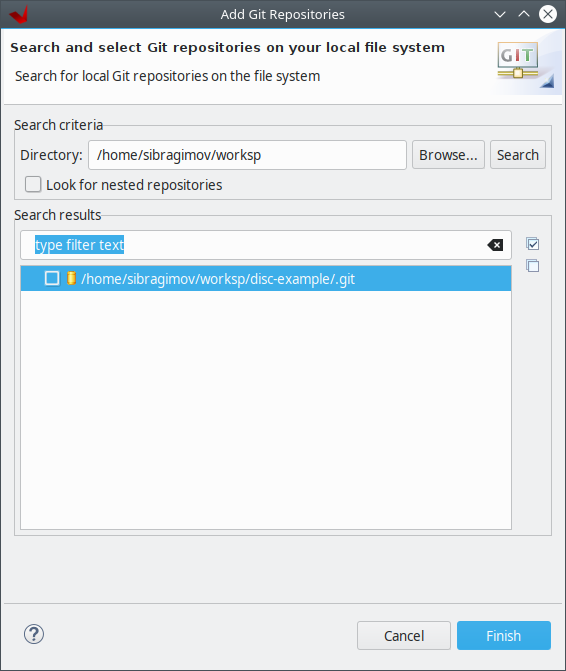 Add Git Repositories
Search and select Git repositories on your local file system
Search for local Git repositories on the file system
GIT
Search criteria
Directory: /home/sibragimov/worksp Browse... Search
Look for nested repositories
Search results
type filter text
/home/sibragimov/worksp/disc-example/.git
? Cancel Finish